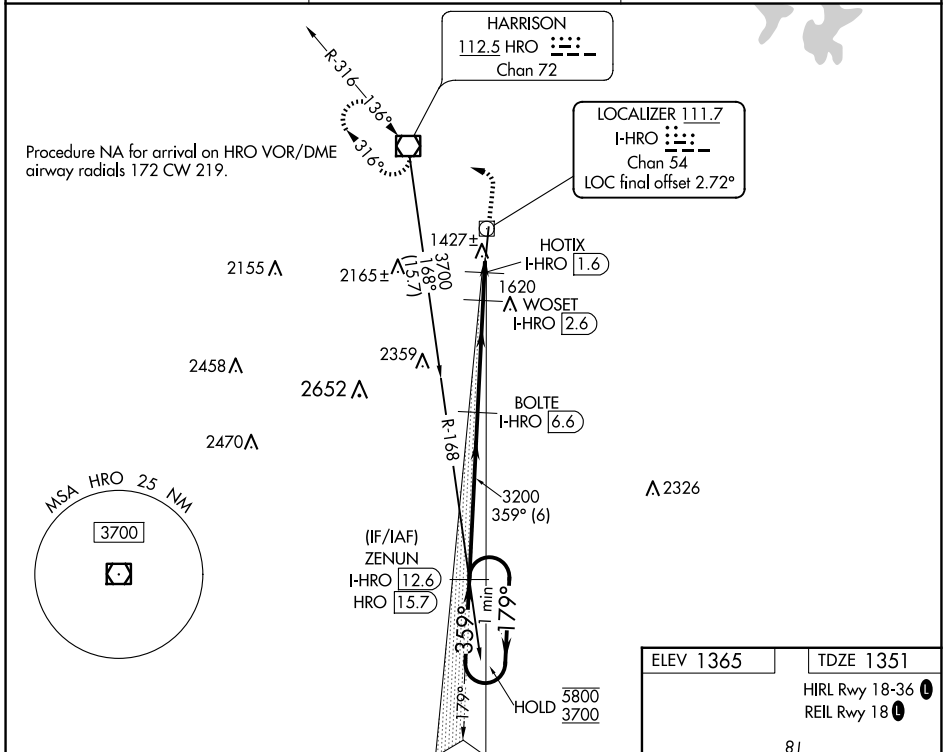 HARRISON
112.5 HRO
Chan 72
R-316
136°
316°
LOCALIZER 111.7
I-HRO
Chan 54
LOC final offset 2.72°
Procedure NA for arrival on HRO VOR/DME
airway radials 172 CW 219.
1427±
HOTIX
I-HRO 1.6
2155
2165±
3700
168°
(15.7)
1620
WOSET
I-HRO 2.6
2458
2359
2652
BOLTE
I-HRO 6.6
R-168
2470
2326
MSA HRO 25 NM
3700
3200
359° (6)
(IF/IAF)
ZENUN
I-HRO 12.6
HRO 15.7
359°
1 min
179°
179°
HOLD 5800
3700
ELEV 1365
TDZE 1351
HIRL Rwy 18-36 L
REIL Rwy 18 L